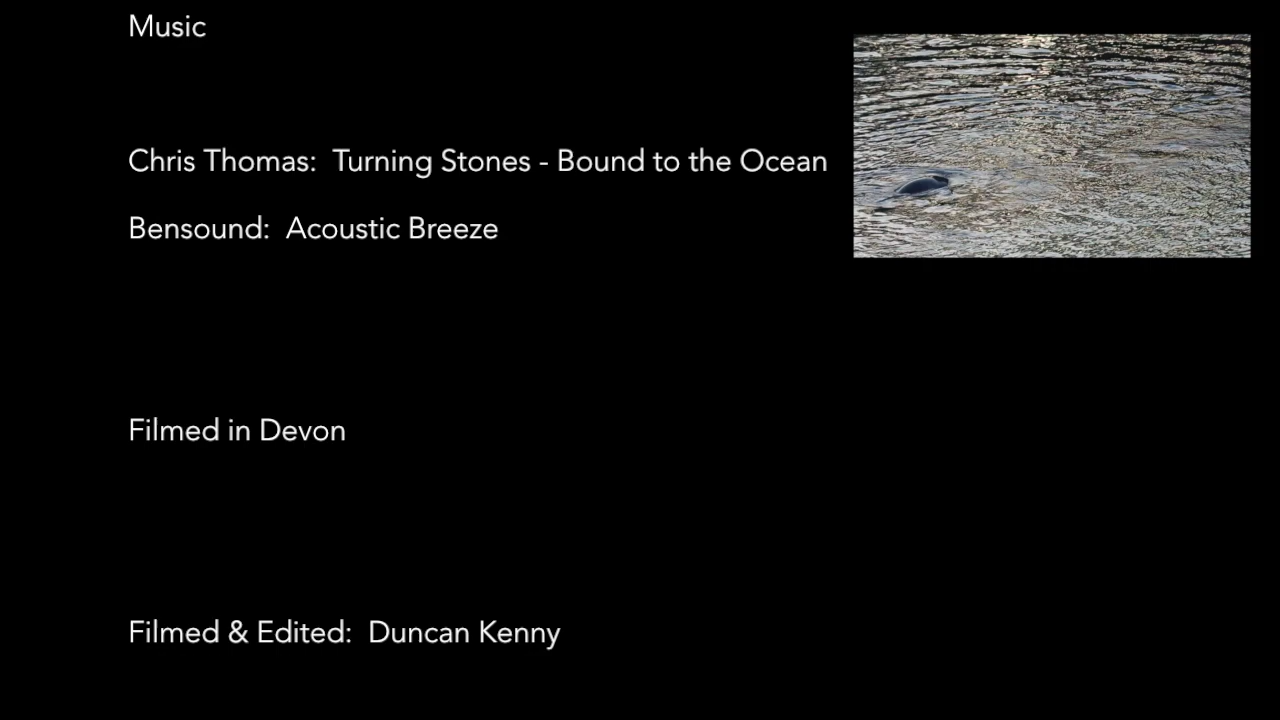 Music
Chris Thomas:  Turning Stones - Bound to the Ocean
Bensound:  Acoustic Breeze
Filmed in Devon
Filmed & Edited:  Duncan Kenny